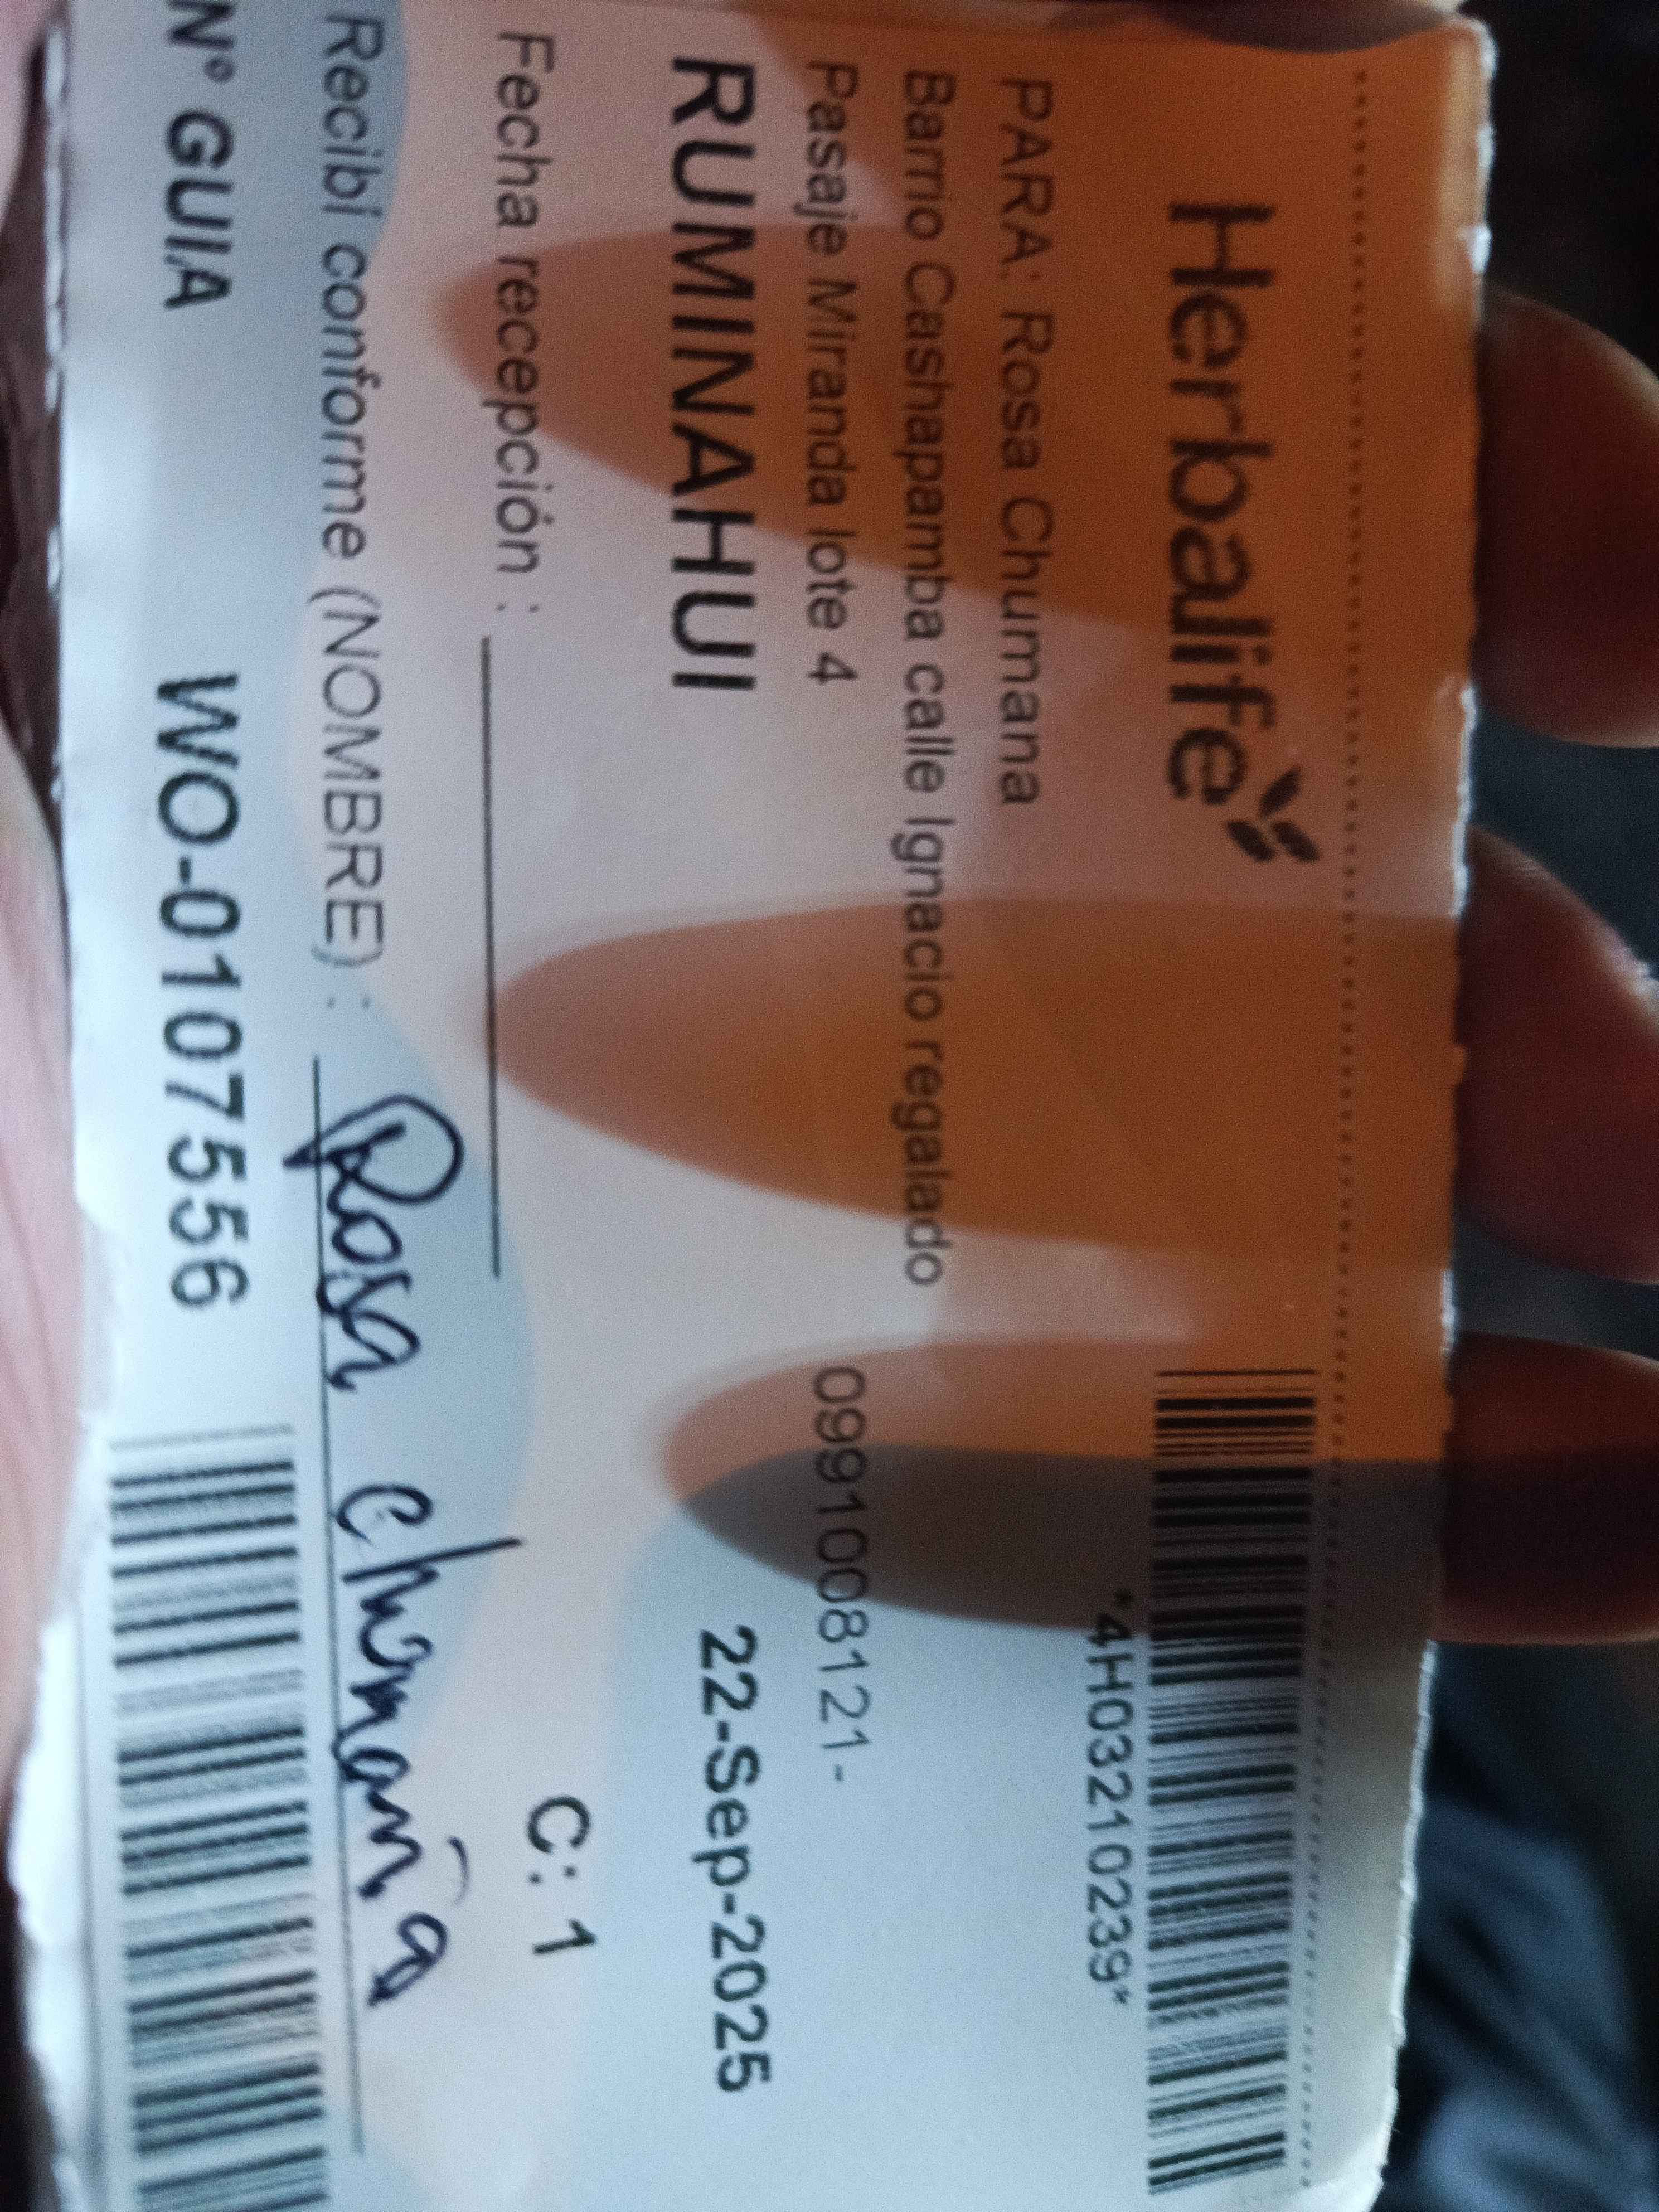 Herbalife
*4H03210239*
PARA: Rosa Chumana
Barrio Cashapamba calle Ignacio regalado
Pasaje Miranda lote 4 0991008121-
RUMINAHUI 22-Sep-2025
Fecha recepción : C: 1
Recibí conforme (NOMBRE) : Rosa Chumaña
N° GUIA WO-0107556